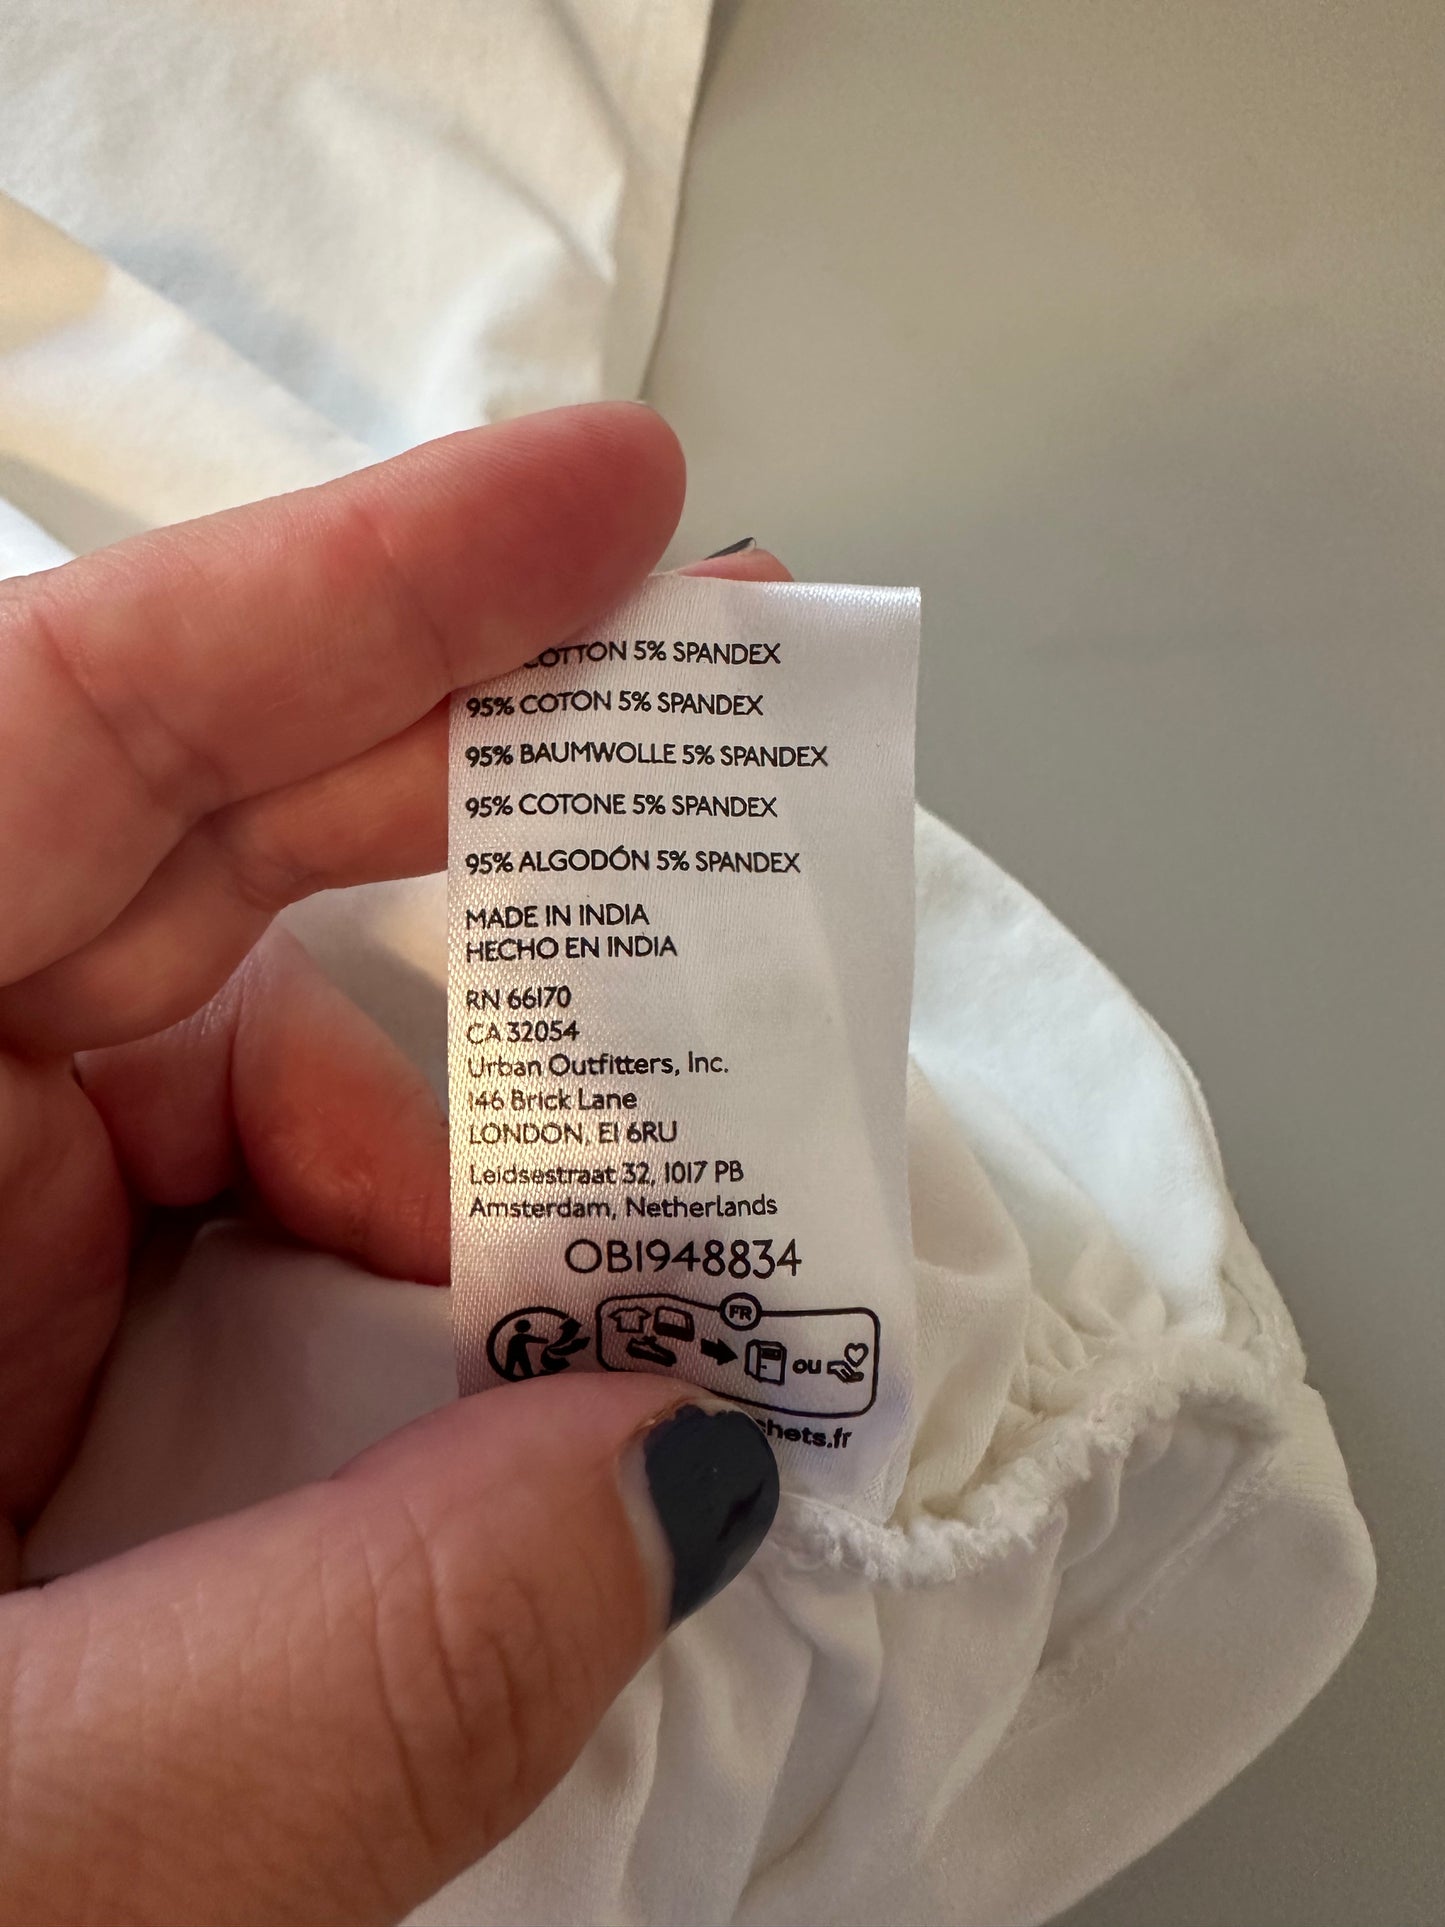 COTTON 5% SPANDEX
95% COTON 5% SPANDEX
95% BAUMWOLLE 5% SPANDEX
95% COTONE 5% SPANDEX
95% ALGODÓN 5% SPANDEX
MADE IN INDIA
HECHO EN INDIA
RN 66170
CA 32054
Urban Outfitters, Inc.
146 Brick Lane
LONDON, E1 6RU
Leidsestraat 32, 1017 PB
Amsterdam, Netherlands
OB1948834
FR
ou